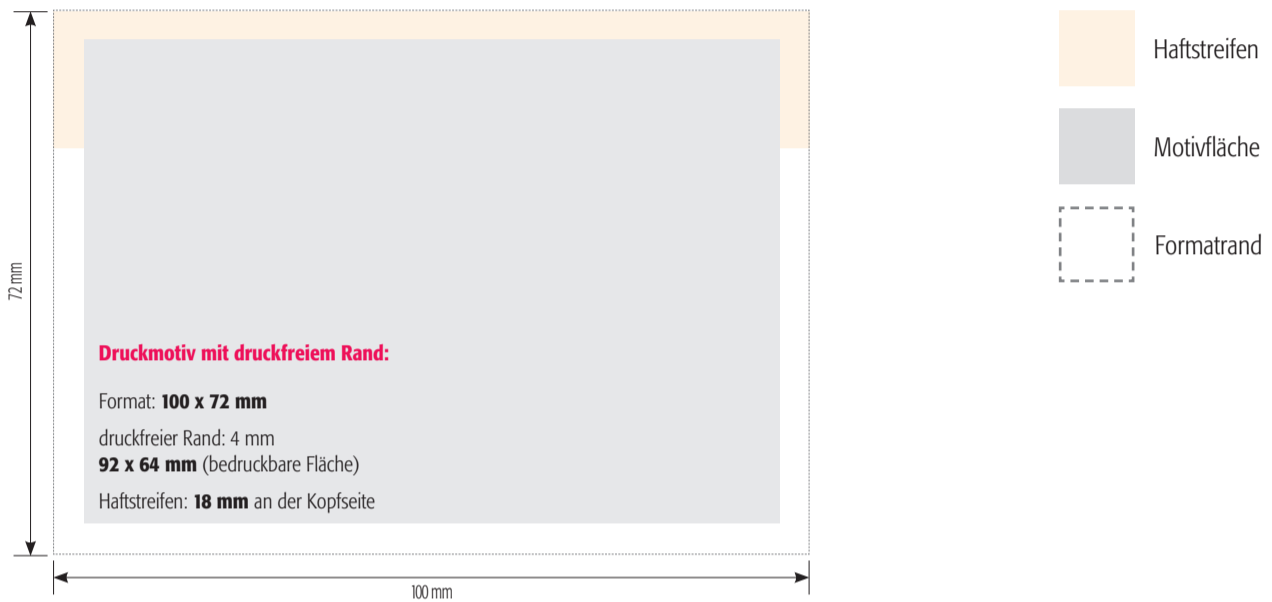 Haftstreifen
Motivfläche
Formatrand
72 mm
Druckmotiv mit druckfreiem Rand:
Format: 100 x 72 mm
druckfreier Rand: 4 mm
92 x 64 mm (bedruckbare Fläche)
Haftstreifen: 18 mm an der Kopfseite
100 mm